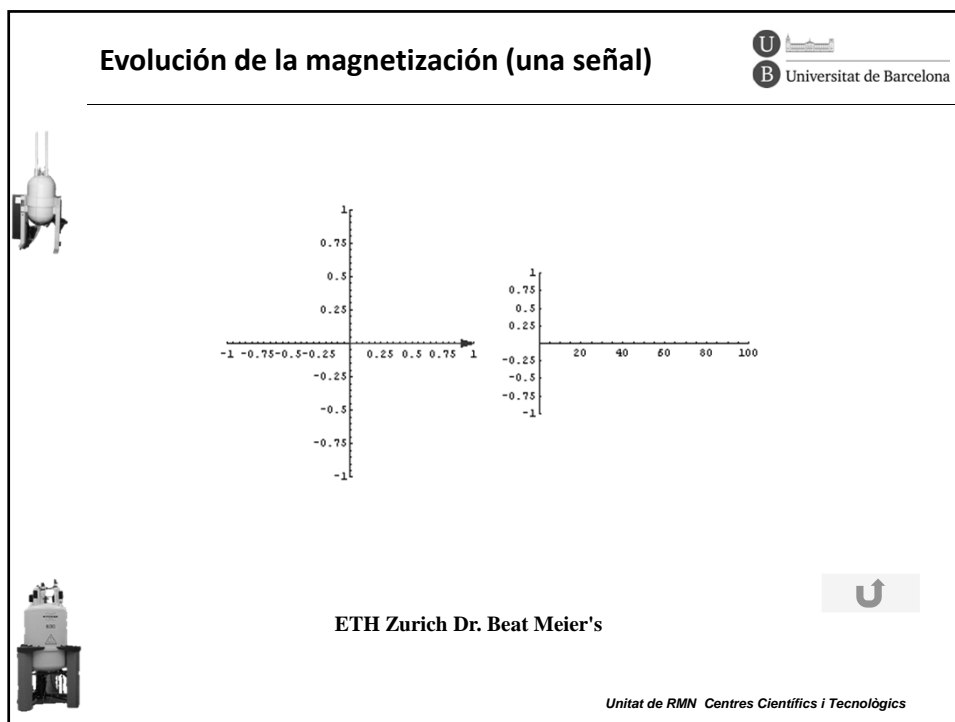 Evolución de la magnetización (una señal)
U
B Universitat de Barcelona
1
0.75
0.5
0.25
-1 -0.75-0.5-0.25 0.25 0.5 0.75 1
-0.25
-0.5
-0.75
-1
1
0.75
0.5
0.25
20 40 60 80 100
-0.25
-0.5
-0.75
-1
ETH Zurich Dr. Beat Meier's
Unitat de RMN Centres Científics i Tecnològics